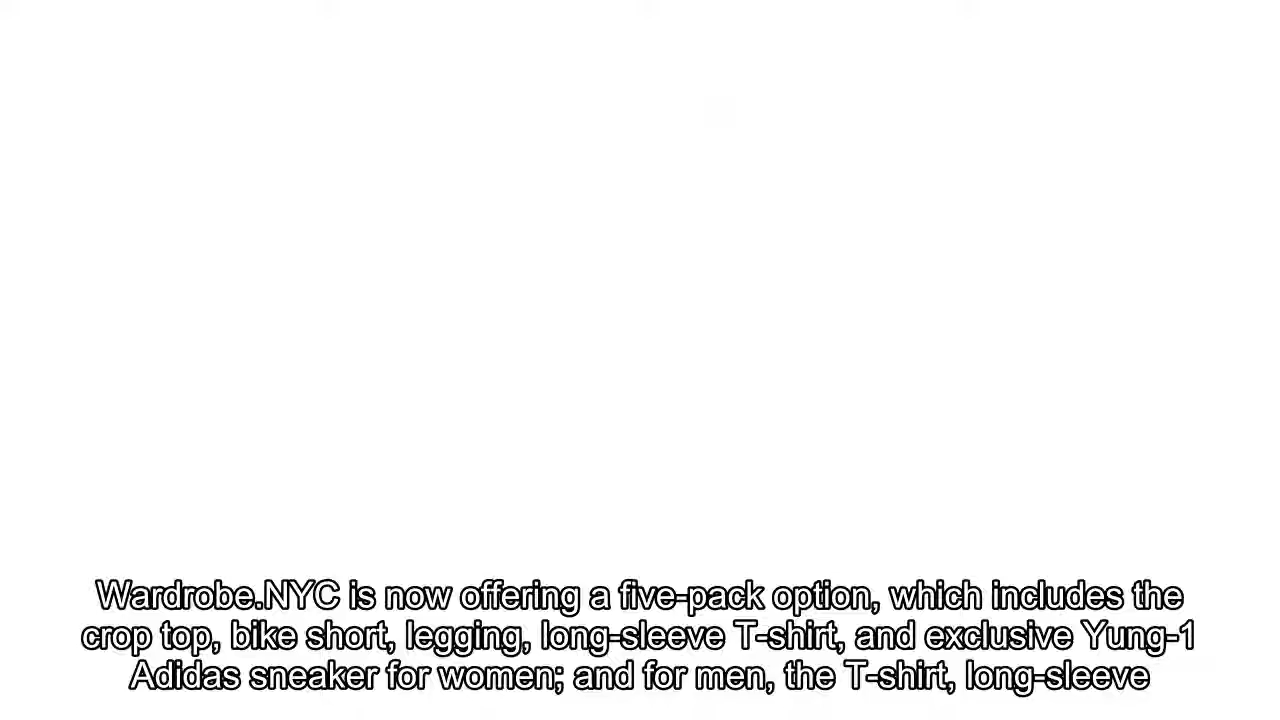 Wardrobe.NYC is now offering a five-pack option, which includes the
crop top, bike short, legging, long-sleeve T-shirt, and exclusive Yung-1
Adidas sneaker for women; and for men, the T-shirt, long-sleeve